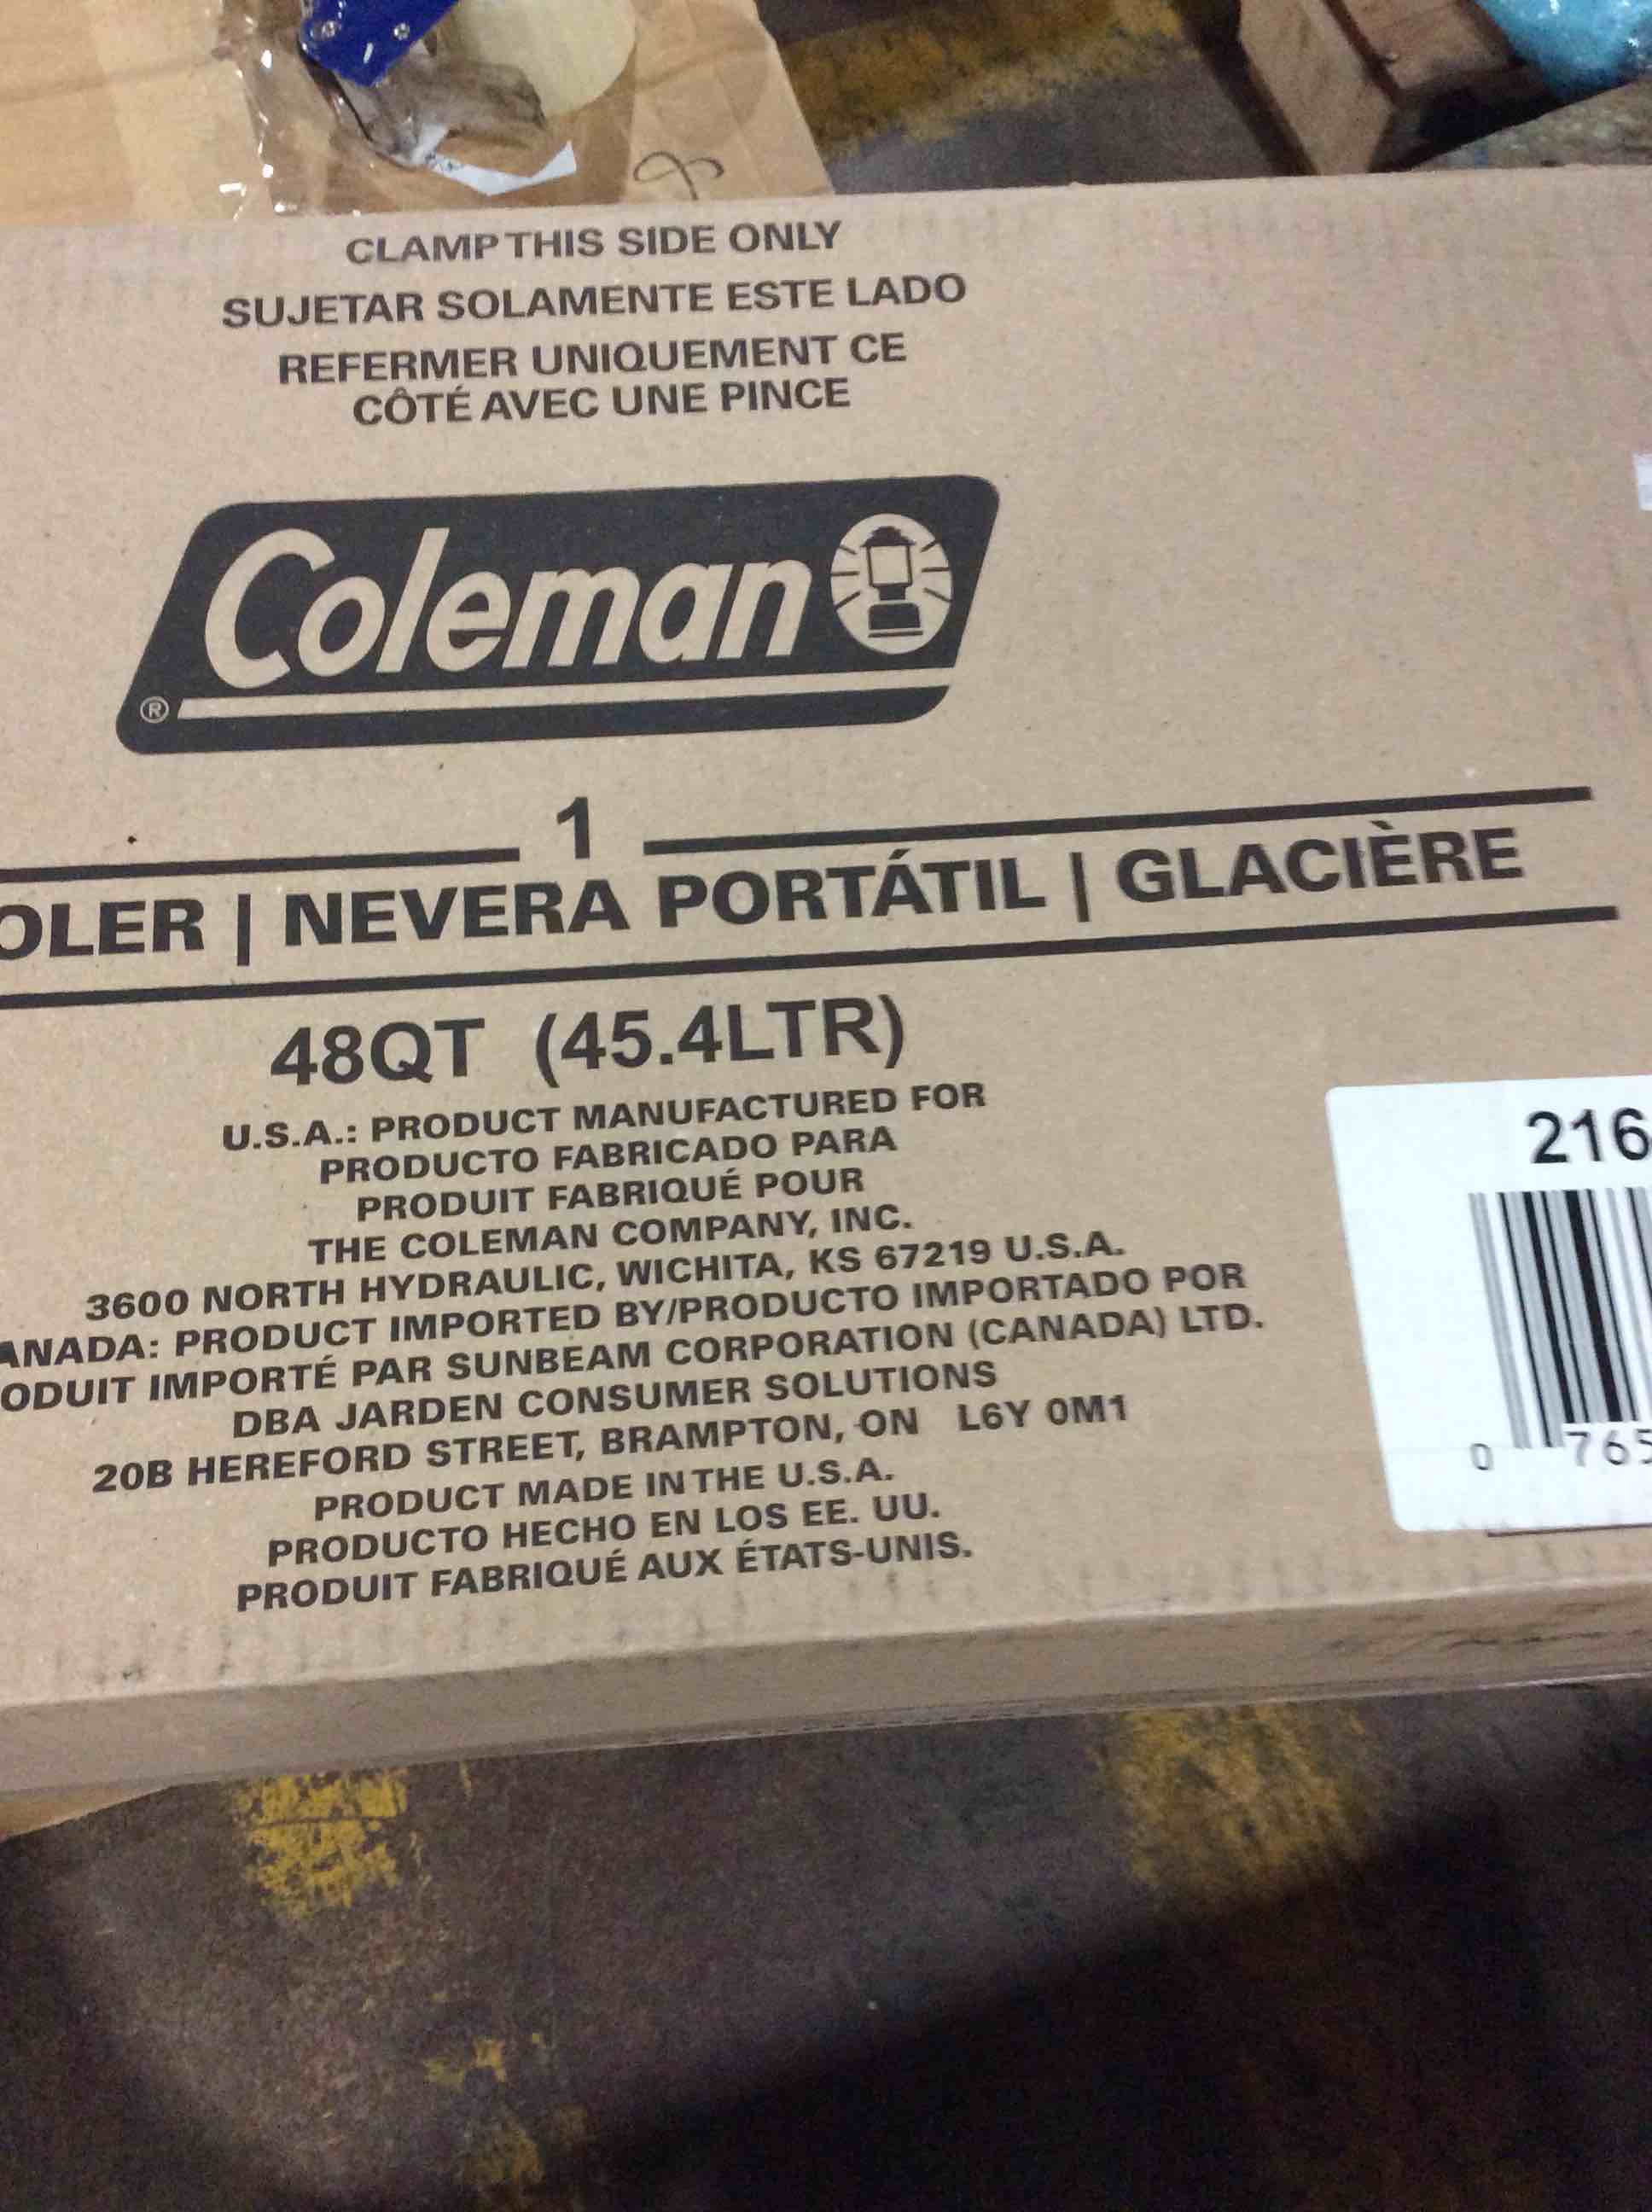 CLAMP THIS SIDE ONLY
SUJETAR SOLAMENTE ESTE LADO
REFERMER UNIQUEMENT CE
CÔTÉ AVEC UNE PINCE
Coleman
®
1
OLER | NEVERA PORTÁTIL | GLACIÈRE
48QT (45.4LTR)
U.S.A.: PRODUCT MANUFACTURED FOR
PRODUCTO FABRICADO PARA
PRODUIT FABRIQUÉ POUR
THE COLEMAN COMPANY, INC.
3600 NORTH HYDRAULIC, WICHITA, KS 67219 U.S.A.
ANADA: PRODUCT IMPORTED BY/PRODUCTO IMPORTADO POR
ODUIT IMPORTÉ PAR SUNBEAM CORPORATION (CANADA) LTD.
DBA JARDEN CONSUMER SOLUTIONS
20B HEREFORD STREET, BRAMPTON, ON L6Y 0M1
PRODUCT MADE IN THE U.S.A.
PRODUCTO HECHO EN LOS EE. UU.
PRODUIT FABRIQUÉ AUX ÉTATS-UNIS.
216
0 765